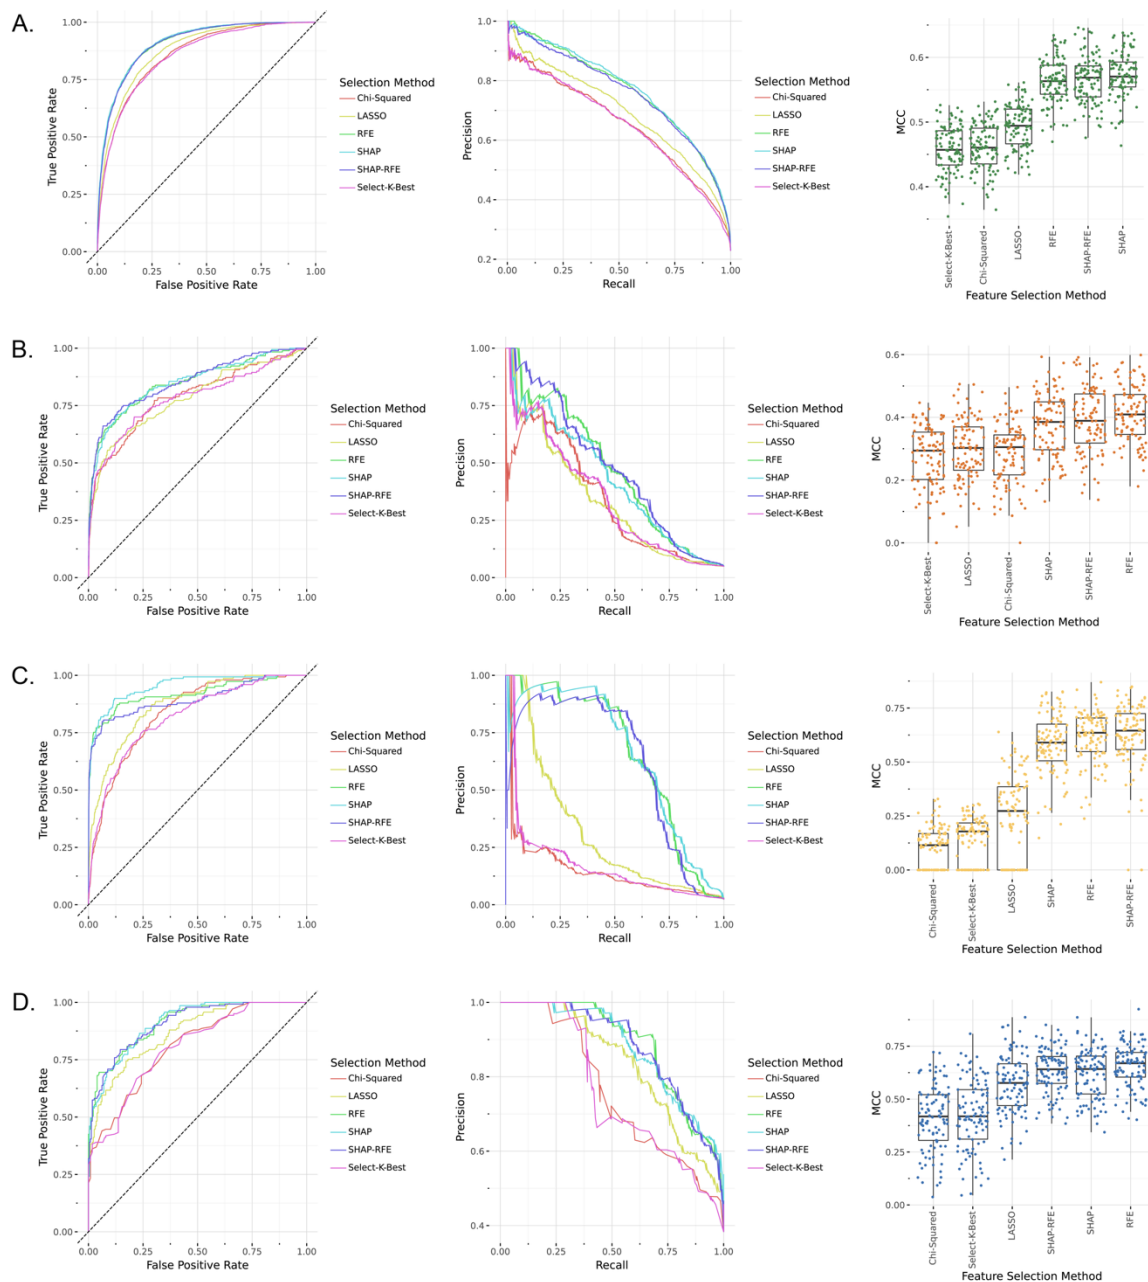 A.
1.00
0.75
0.50
0.25
0.00
True Positive Rate
0.00 0.25 0.50 0.75 1.00
False Positive Rate
Selection Method
Chi-Squared
LASSO
RFE
SHAP
SHAP-RFE
Select-K-Best
1.0
0.8
0.6
0.4
0.2
Precision
0.00 0.25 0.50 0.75 1.00
Recall
Selection Method
Chi-Squared
LASSO
RFE
SHAP
SHAP-RFE
Select-K-Best
0.6
0.5
0.4
MCC
Select-K-Best
Chi-Squared
LASSO
RFE
SHAP-RFE
SHAP
Feature Selection Method
B.
1.00
0.75
0.50
0.25
0.00
True Positive Rate
0.00 0.25 0.50 0.75 1.00
False Positive Rate
Selection Method
Chi-Squared
LASSO
RFE
SHAP
SHAP-RFE
Select-K-Best
1.00
0.75
0.50
0.25
0.00
Precision
0.00 0.25 0.50 0.75 1.00
Recall
Selection Method
Chi-Squared
LASSO
RFE
SHAP
SHAP-RFE
Select-K-Best
0.6
0.4
0.2
0.0
MCC
Select-K-Best
LASSO
Chi-Squared
SHAP
SHAP-RFE
RFE
Feature Selection Method
C.
1.00
0.75
0.50
0.25
0.00
True Positive Rate
0.00 0.25 0.50 0.75 1.00
False Positive Rate
Selection Method
Chi-Squared
LASSO
RFE
SHAP
SHAP-RFE
Select-K-Best
1.00
0.75
0.50
0.25
0.00
Precision
0.00 0.25 0.50 0.75 1.00
Recall
Selection Method
Chi-Squared
LASSO
RFE
SHAP
SHAP-RFE
Select-K-Best
0.75
0.50
0.25
0.00
MCC
Chi-Squared
Select-K-Best
LASSO
SHAP
RFE
SHAP-RFE
Feature Selection Method
D.
1.00
0.75
0.50
0.25
0.00
True Positive Rate
0.00 0.25 0.50 0.75 1.00
False Positive Rate
Selection Method
Chi-Squared
LASSO
RFE
SHAP
SHAP-RFE
Select-K-Best
1.0
0.8
0.6
0.4
Precision
0.00 0.25 0.50 0.75 1.00
Recall
Selection Method
Chi-Squared
LASSO
RFE
SHAP
SHAP-RFE
Select-K-Best
0.75
0.50
0.25
0.00
MCC
Chi-Squared
Select-K-Best
LASSO
SHAP-RFE
SHAP
RFE
Feature Selection Method